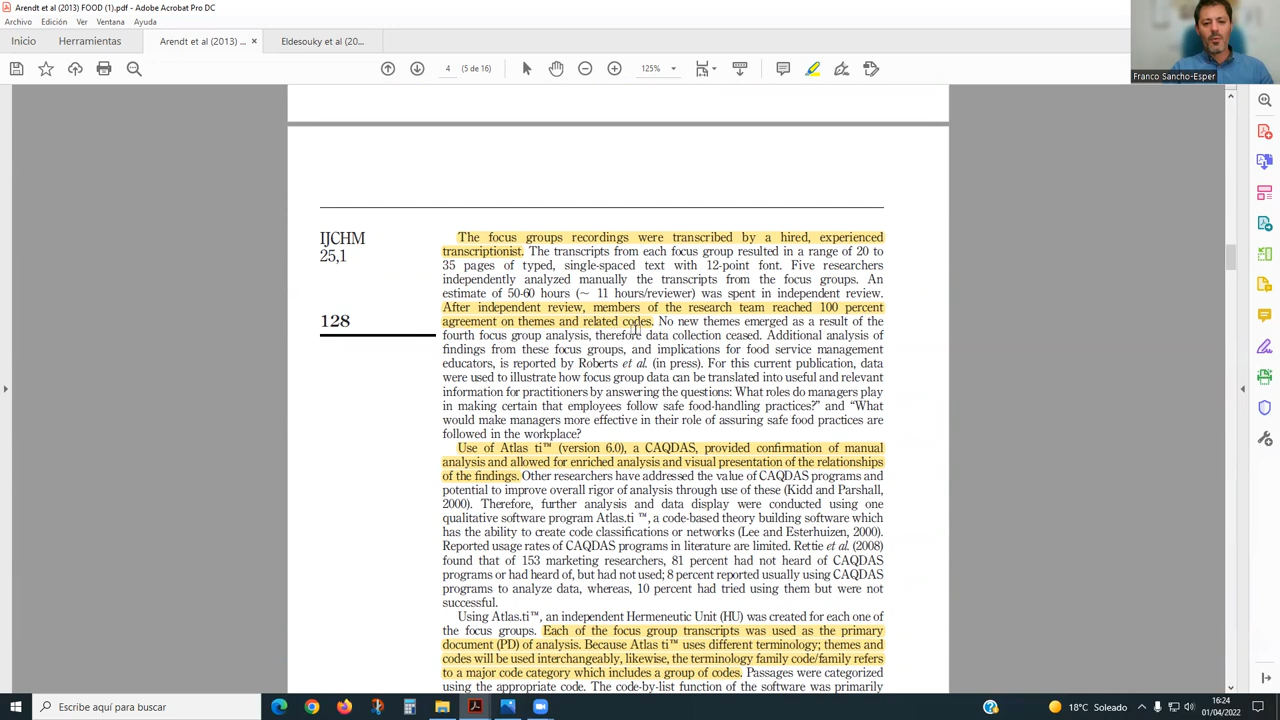 Arendt et al (2013) FOOD (1).pdf - Adobe Acrobat Pro DC
Archivo Edición Ver Ventana Ayuda
Inicio Herramientas Arendt et al (2013) ... × Eldesouky et al (20...
4 (5 de 16) 125%
Franco Sancho-Esper
IJCHM
25,1
128
The focus groups recordings were transcribed by a hired, experienced
transcriptionist. The transcripts from each focus group resulted in a range of 20 to
35 pages of typed, single-spaced text with 12-point font. Five researchers
independently analyzed manually the transcripts from the focus groups. An
estimate of 50-60 hours (~ 11 hours/reviewer) was spent in independent review.
After independent review, members of the research team reached 100 percent
agreement on themes and related codes. No new themes emerged as a result of the
fourth focus group analysis, therefore data collection ceased. Additional analysis of
findings from these focus groups, and implications for food service management
educators, is reported by Roberts et al. (in press). For this current publication, data
were used to illustrate how focus group data can be translated into useful and relevant
information for practitioners by answering the questions: What roles do managers play
in making certain that employees follow safe food-handling practices?” and “What
would make managers more effective in their role of assuring safe food practices are
followed in the workplace?
Use of Atlas ti™ (version 6.0), a CAQDAS, provided confirmation of manual
analysis and allowed for enriched analysis and visual presentation of the relationships
of the findings. Other researchers have addressed the value of CAQDAS programs and
potential to improve overall rigor of analysis through use of these (Kidd and Parshall,
2000). Therefore, further analysis and data display were conducted using one
qualitative software program Atlas.ti ™, a code-based theory building software which
has the ability to create code classifications or networks (Lee and Esterhuizen, 2000).
Reported usage rates of CAQDAS programs in literature are limited. Rettie et al. (2008)
found that of 153 marketing researchers, 81 percent had not heard of CAQDAS
programs or had heard of, but had not used; 8 percent reported usually using CAQDAS
programs to analyze data, whereas, 10 percent had tried using them but were not
successful.
Using Atlas.ti™, an independent Hermeneutic Unit (HU) was created for each one of
the focus groups. Each of the focus group transcripts was used as the primary
document (PD) of analysis. Because Atlas ti™ uses different terminology; themes and
codes will be used interchangeably, likewise, the terminology family code/family refers
to a major code category which includes a group of codes. Passages were categorized
using the appropriate code. The code-by-list function of the software was primarily
Escribe aquí para buscar
18°C Soleado
16:24
01/04/2022